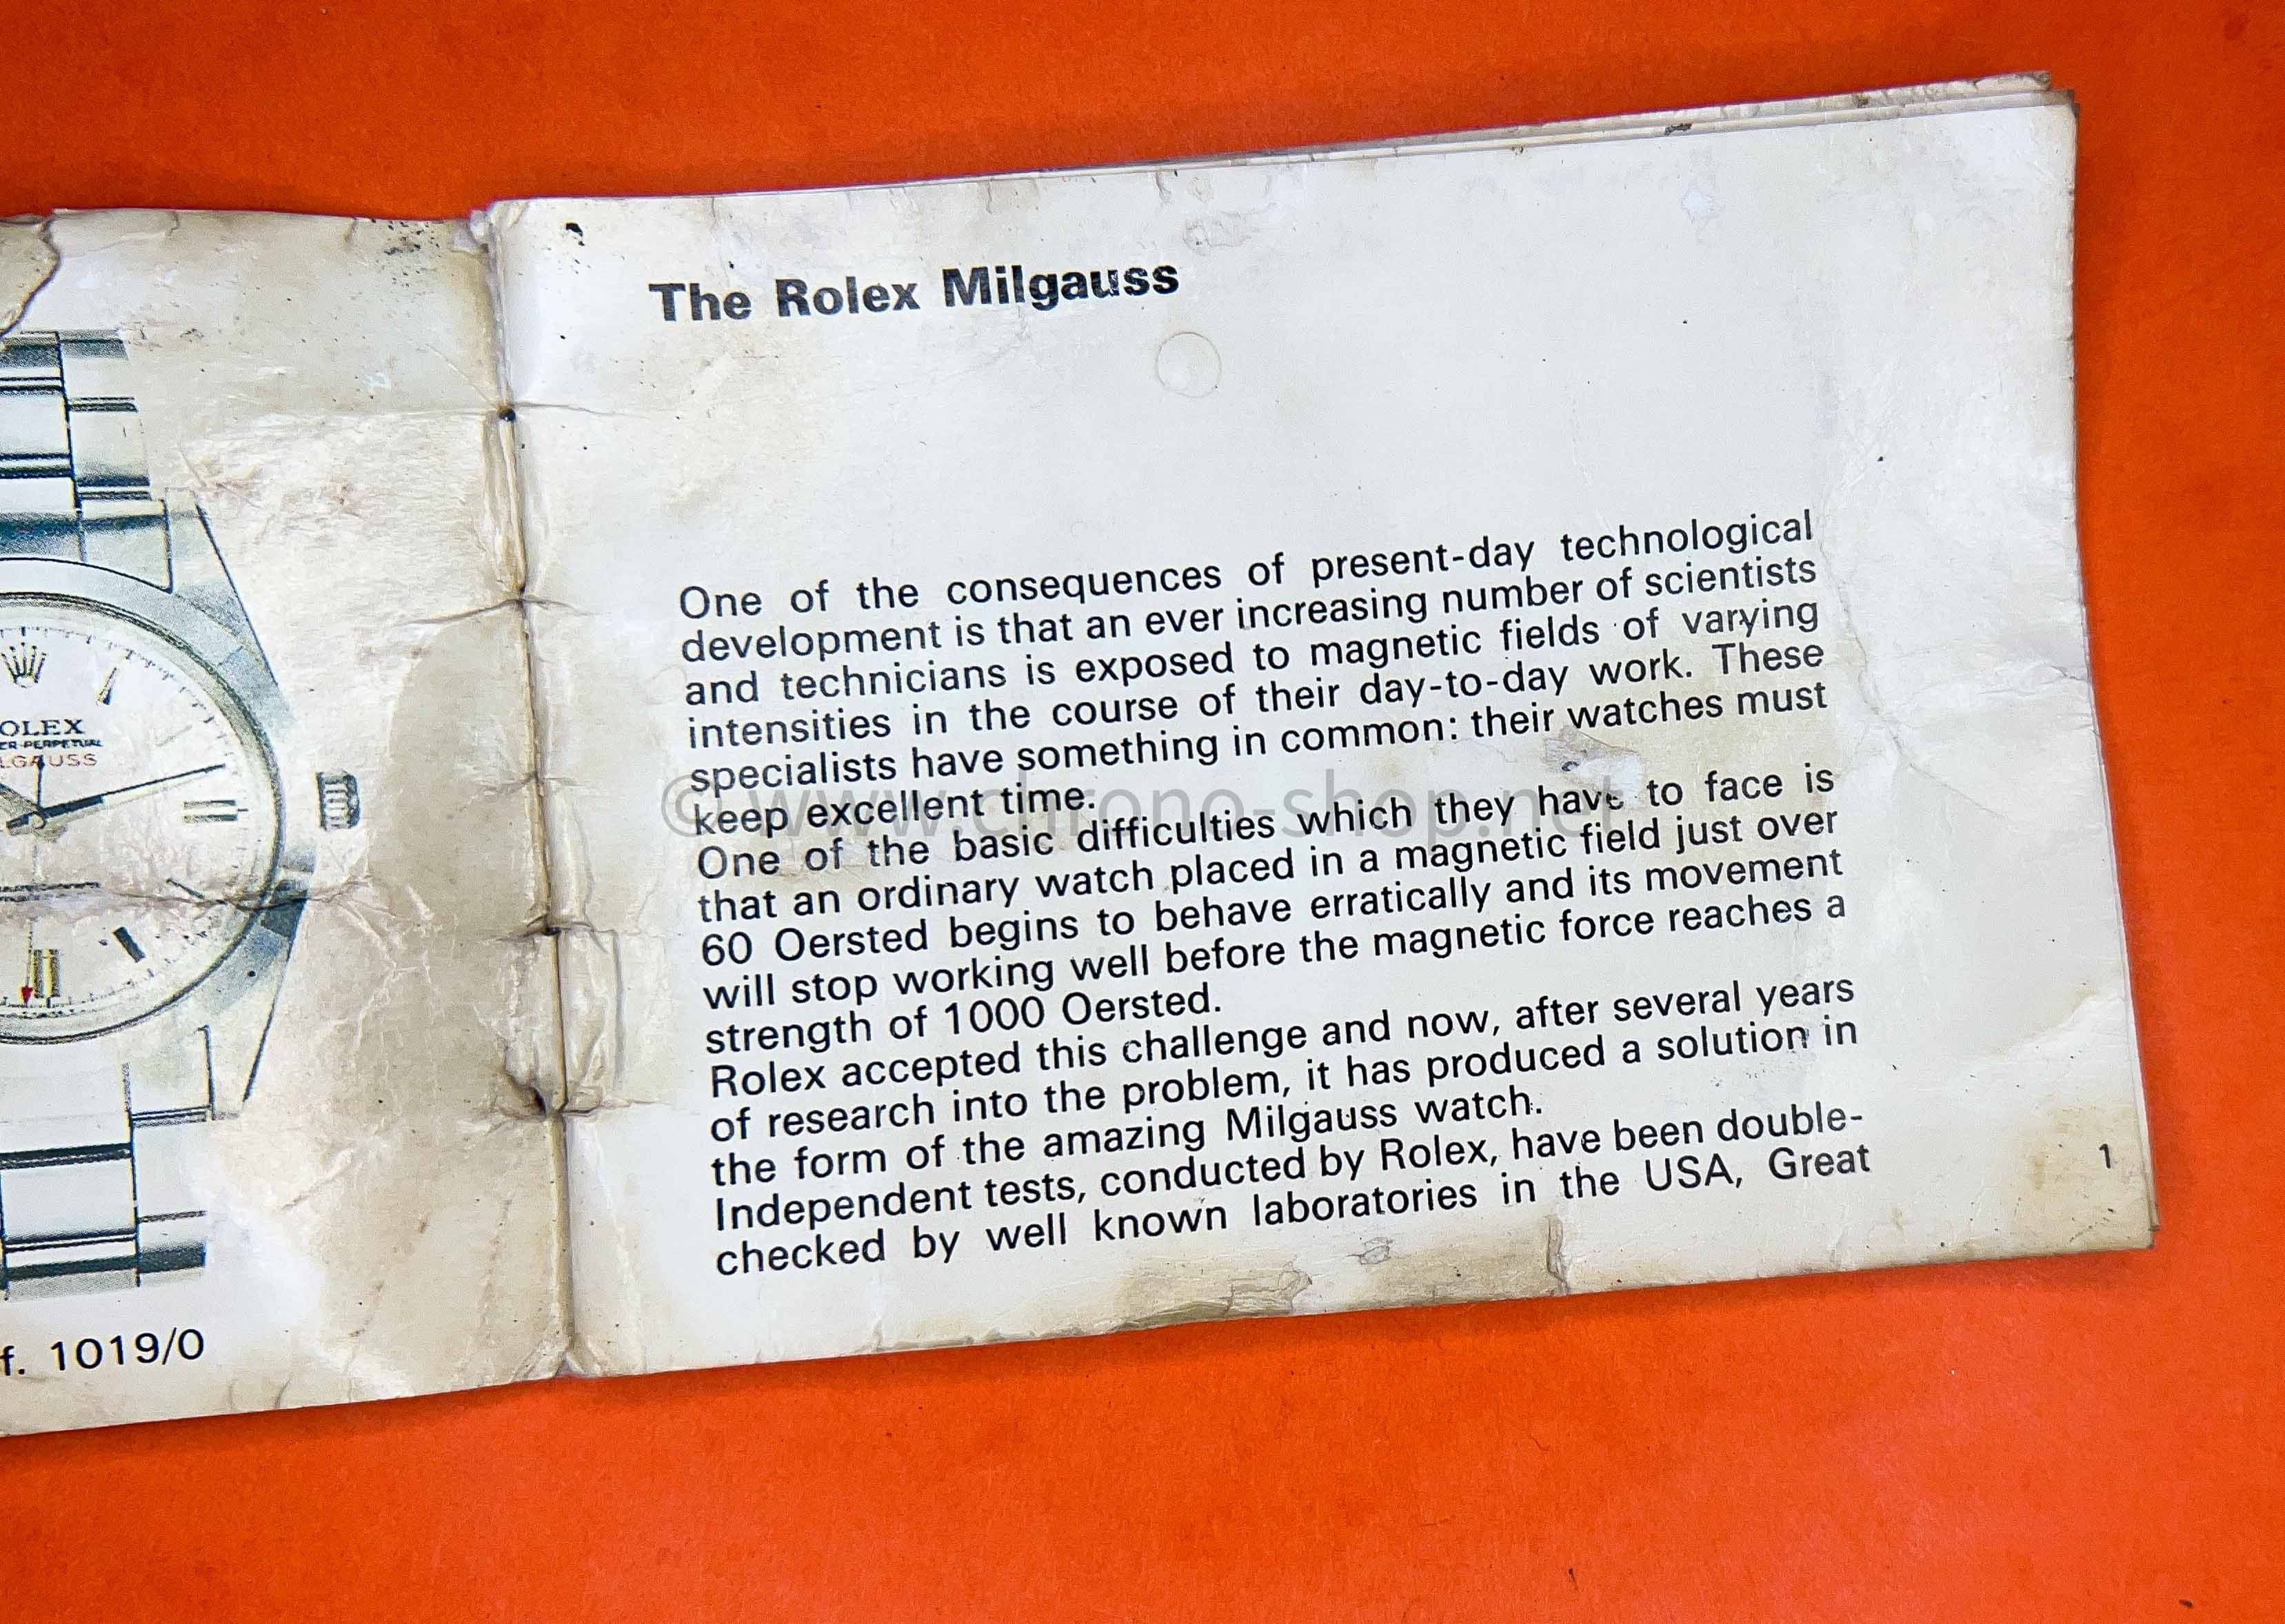 OLEX
ER-PERPETUAL
LGAUSS
f. 1019/0
The Rolex Milgauss
One of the consequences of present-day technological
development is that an ever increasing number of scientists
and technicians is exposed to magnetic fields of varying
intensities in the course of their day-to-day work. These
specialists have something in common: their watches must
keep excellent time.
One of the basic difficulties which they have to face is
that an ordinary watch placed in a magnetic field just over
60 Oersted begins to behave erratically and its movement
will stop working well before the magnetic force reaches a
strength of 1000 Oersted.
Rolex accepted this challenge and now, after several years
of research into the problem, it has produced a solution in
the form of the amazing Milgauss watch.
Independent tests, conducted by Rolex, have been double-
checked by well known laboratories in the USA, Great
1
© www.chrono-shop.net